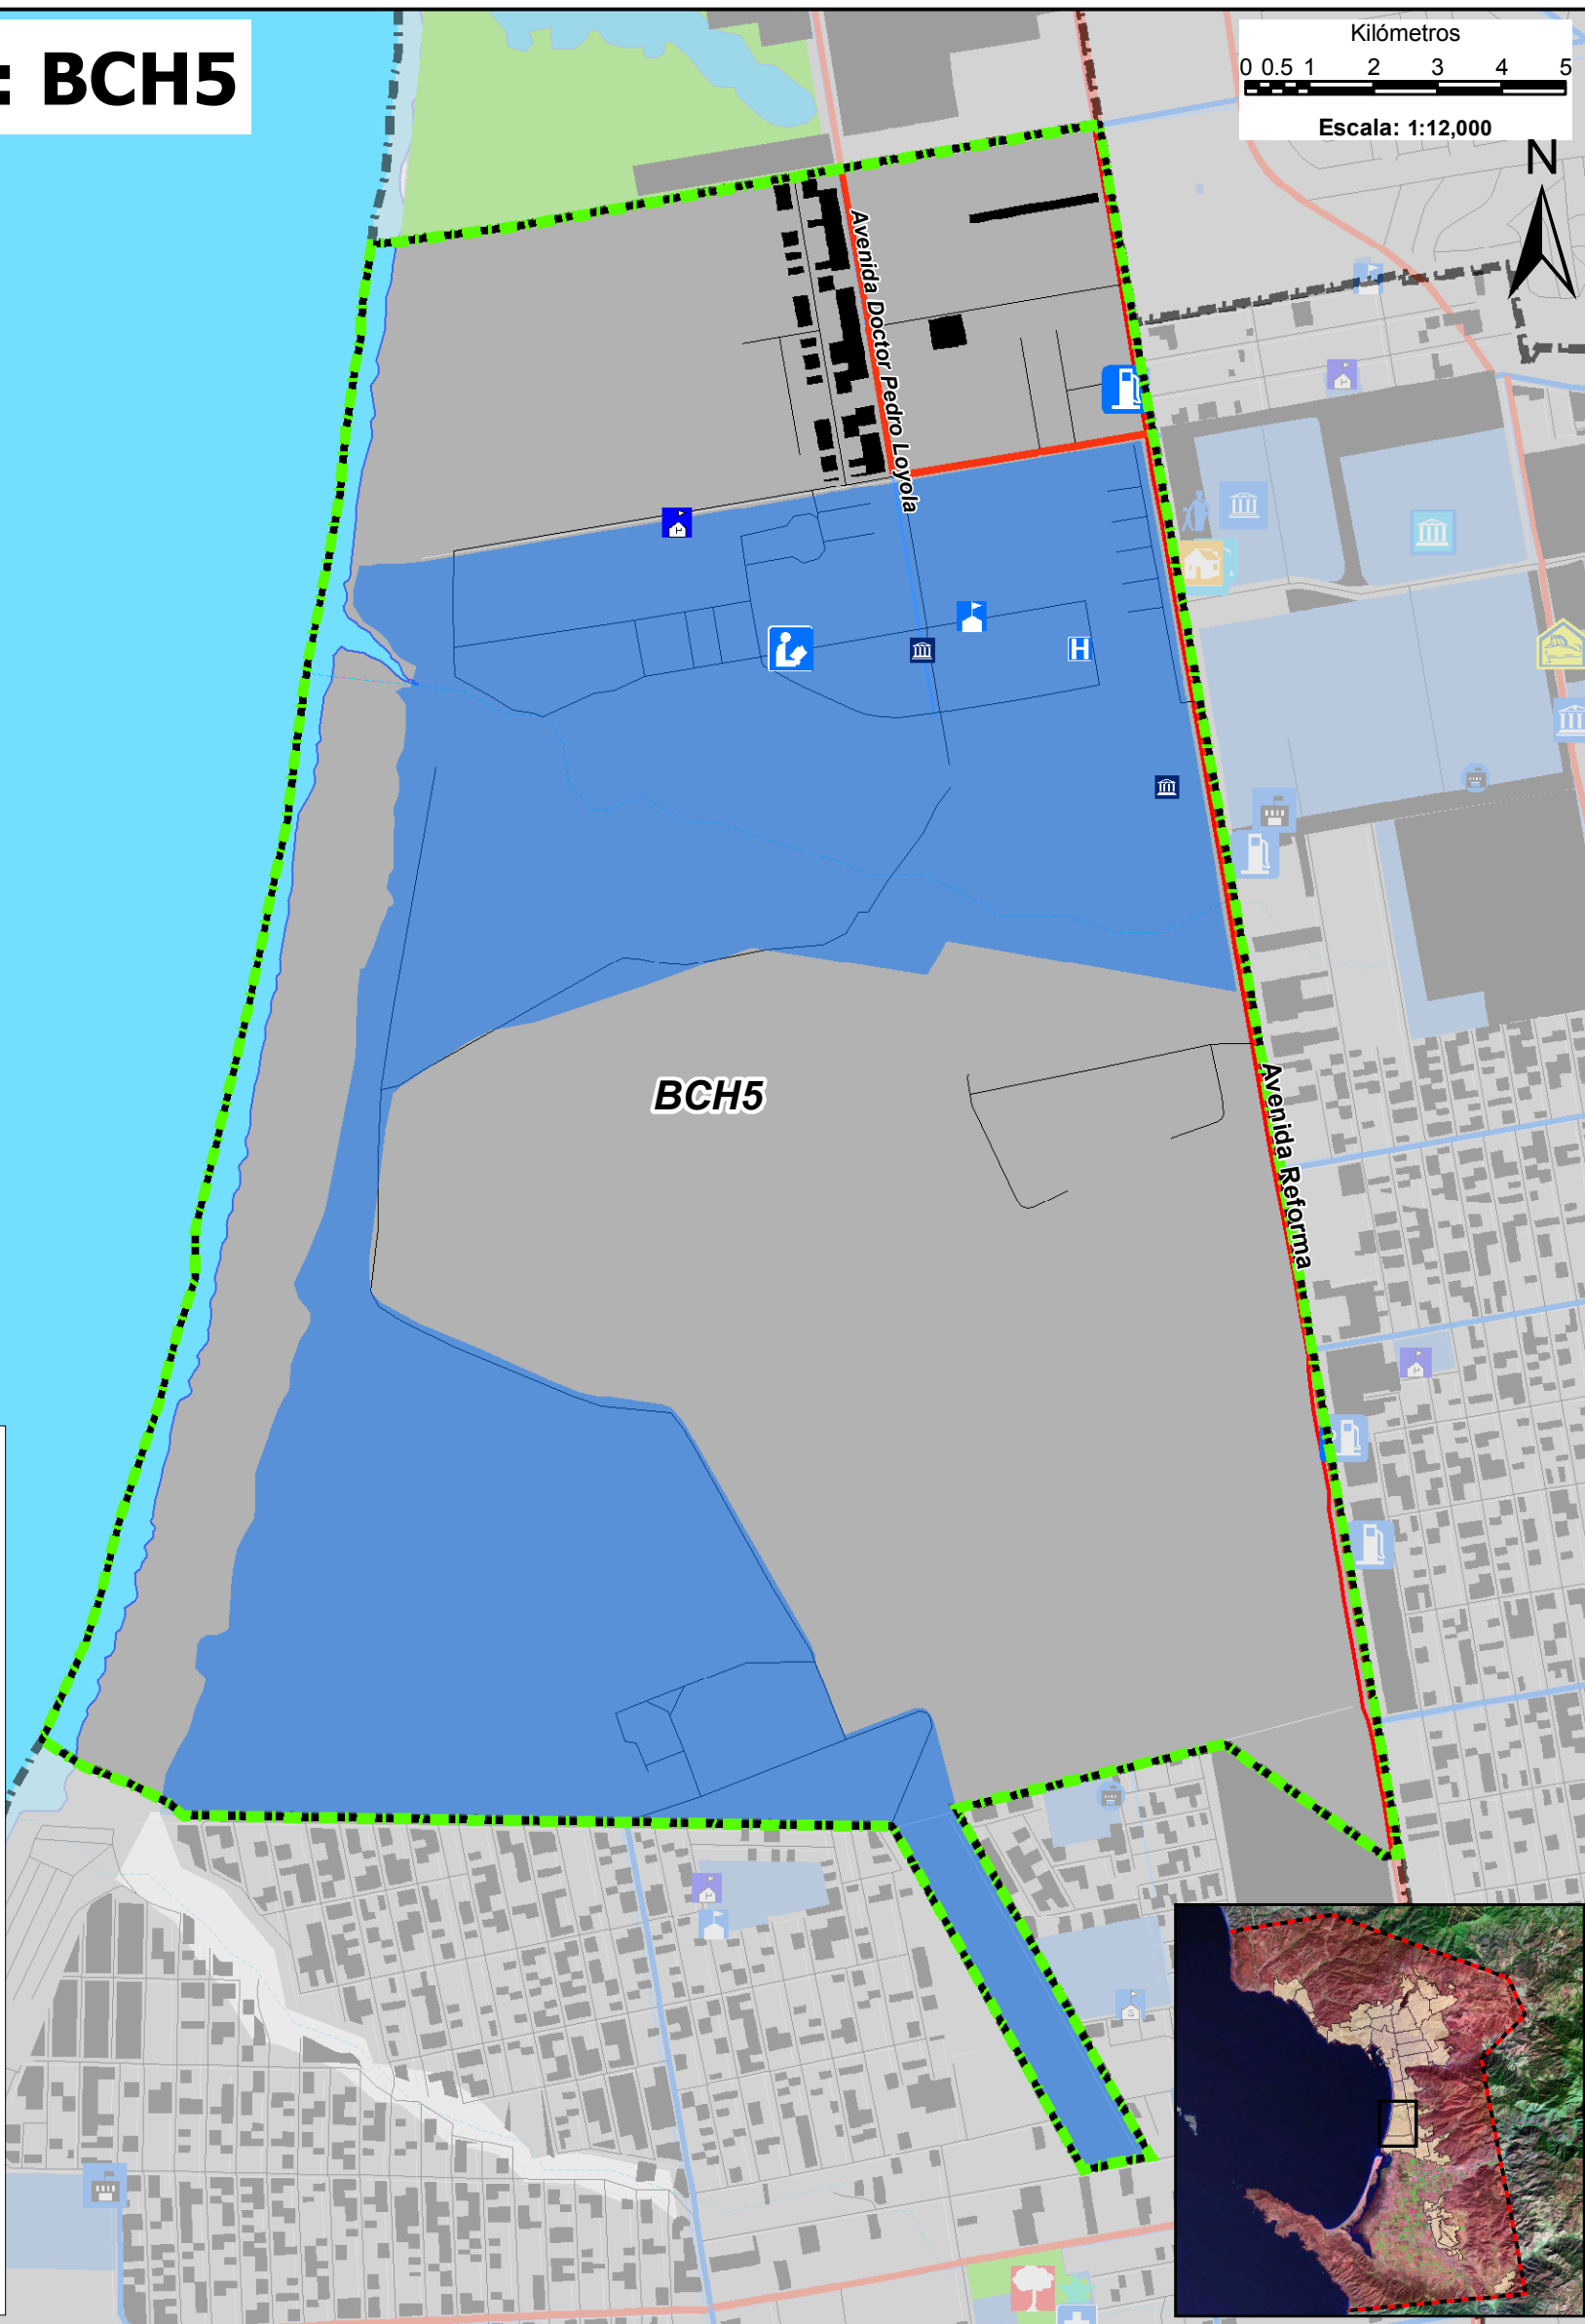 : BCH5
Kilómetros
0 0.5 1 2 3 4 5
Escala: 1:12,000
N
Avenida Doctor Pedro Loyola
H
BCH5
Avenida Reforma